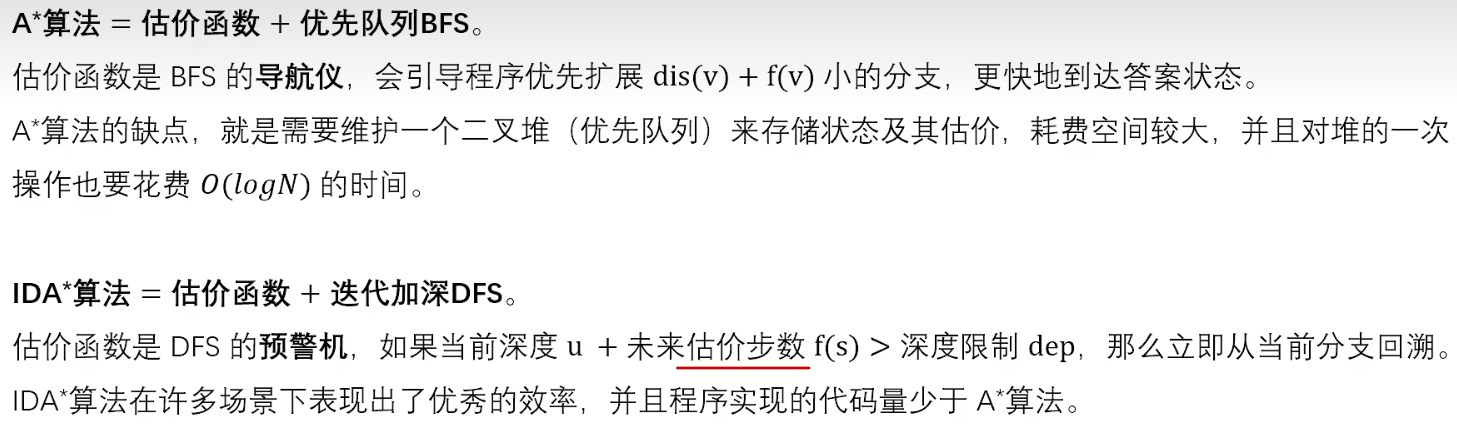 A*算法 = 估价函数 + 优先队列BFS。
估价函数是 BFS 的导航仪，会引导程序优先扩展 dis(v) + f(v) 小的分支，更快地到达答案状态。
A*算法的缺点，就是需要维护一个二叉堆（优先队列）来存储状态及其估价，耗费空间较大，并且对堆的一次
操作也要花费 O(logN) 的时间。
IDA*算法 = 估价函数 + 迭代加深DFS。
估价函数是 DFS 的预警机，如果当前深度 u + 未来估价步数 f(s) > 深度限制 dep，那么立即从当前分支回溯。
IDA*算法在许多场景下表现出了优秀的效率，并且程序实现的代码量少于 A*算法。